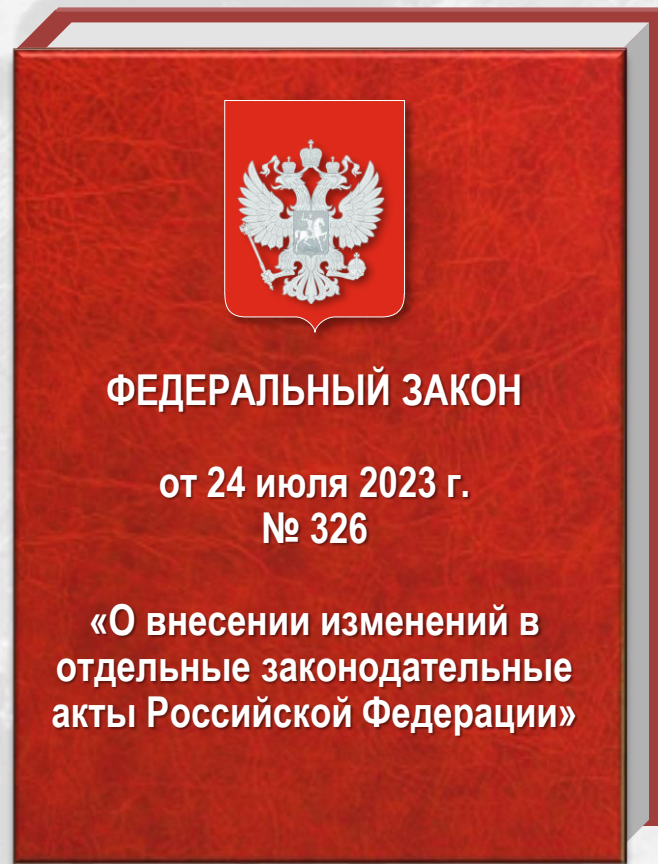 ФЕДЕРАЛЬНЫЙ ЗАКОН
от 24 июля 2023 г.
№ 326
«О внесении изменений в
отдельные законодательные
акты Российской Федерации»